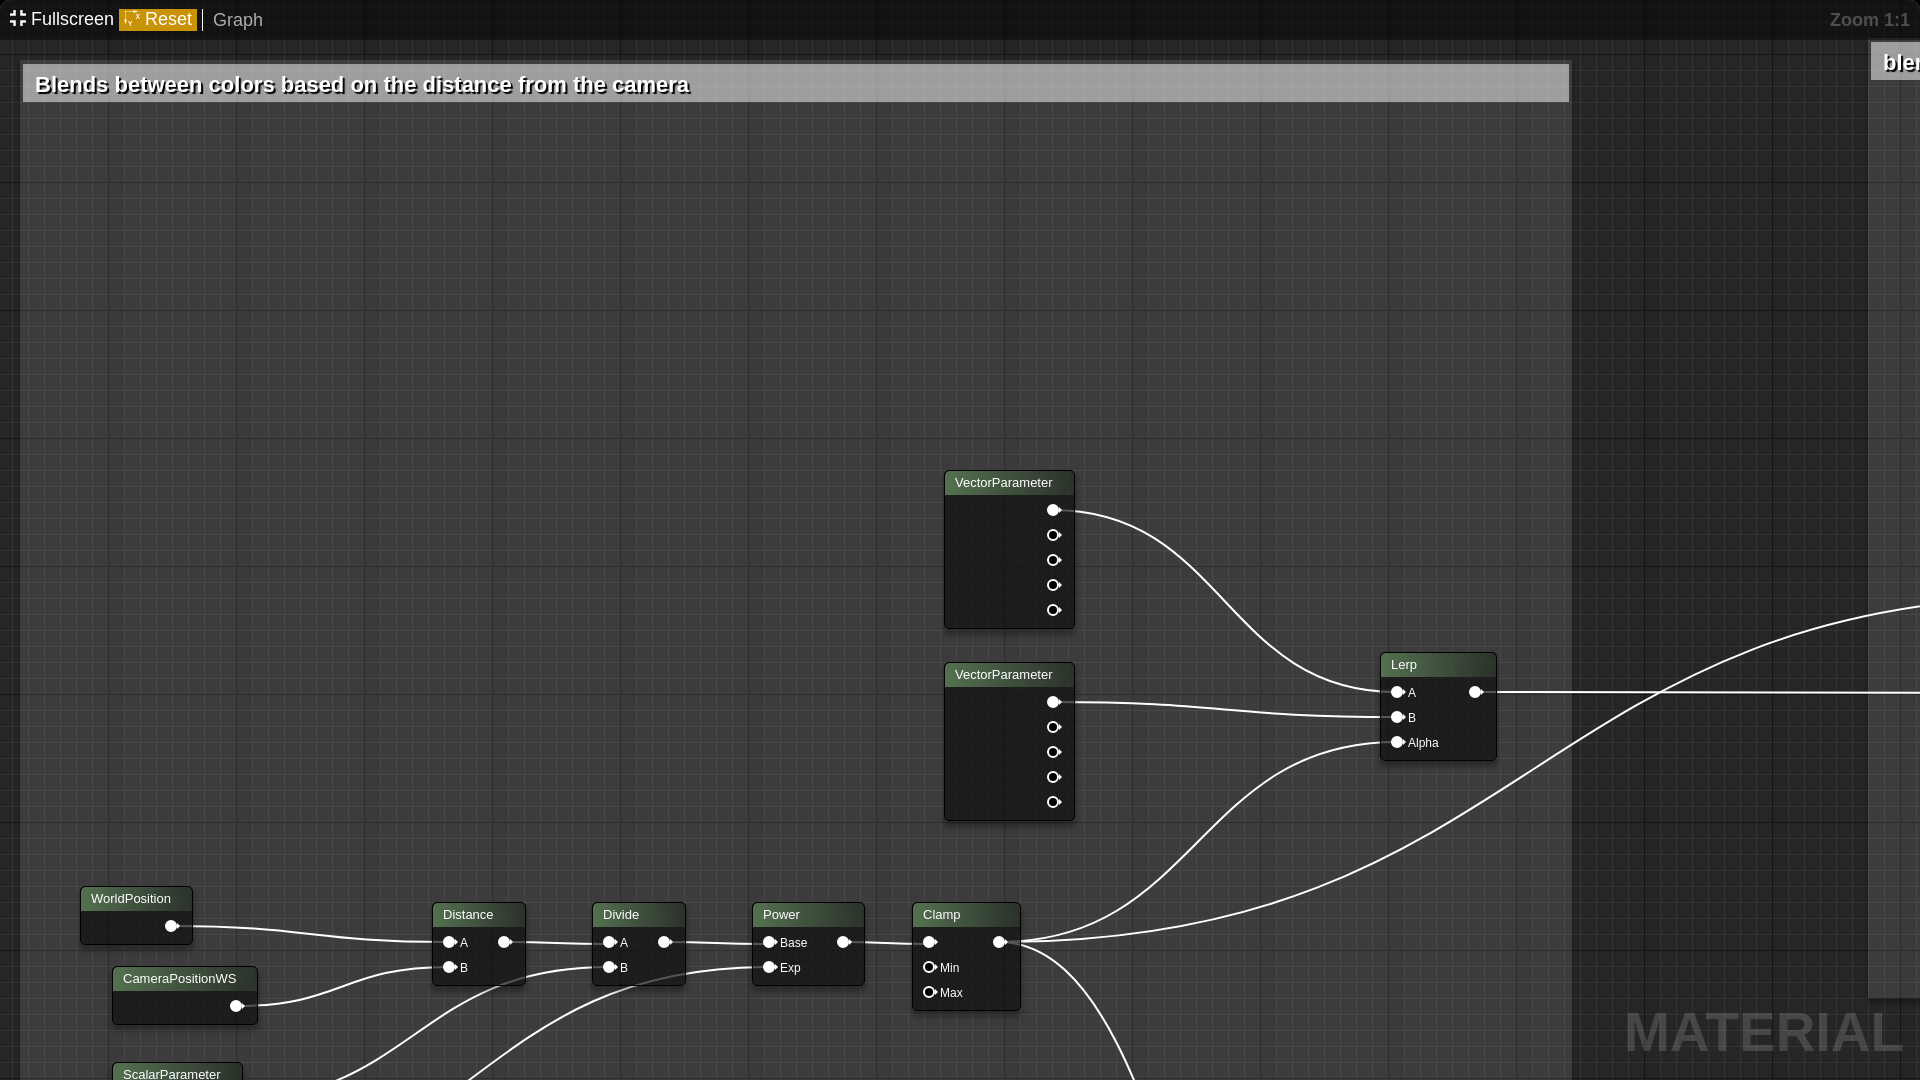 Fullscreen Reset Graph Zoom 1:1
Blends between colors based on the distance from the camera
VectorParameter
VectorParameter
Lerp
A
B
Alpha
WorldPosition
CameraPositionWS
ScalarParameter
Distance
A
B
Divide
A
B
Power
Base
Exp
Clamp
Min
Max
MATERIAL